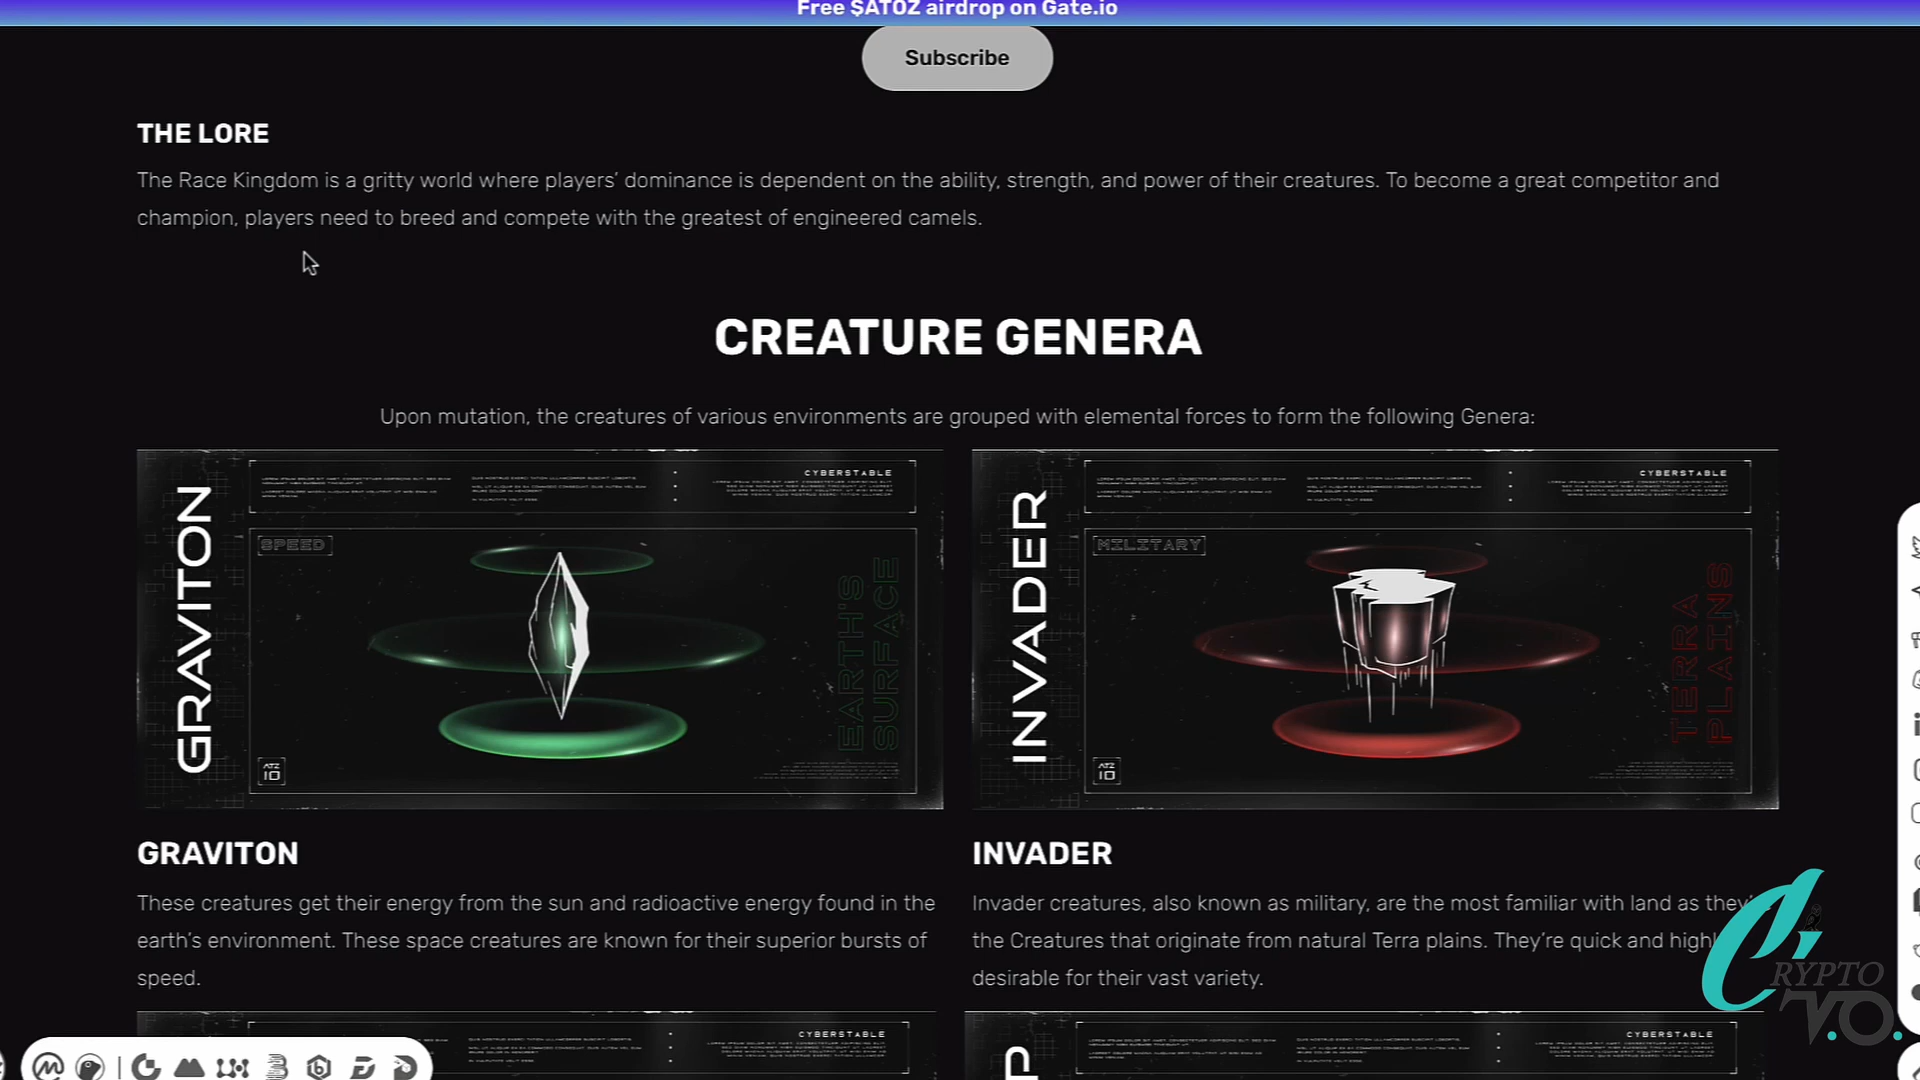 Free $ATOZ airdrop on Gate.io
Subscribe
THE LORE
The Race Kingdom is a gritty world where players’ dominance is dependent on the ability, strength, and power of their creatures. To become a great competitor and
champion, players need to breed and compete with the greatest of engineered camels.
CREATURE GENERA
Upon mutation, the creatures of various environments are grouped with elemental forces to form the following Genera:
GRAVITON
CYBERSTABLE
SPEED
EARTH'S
SURFACE
ATZ
10
INVADER
CYBERSTABLE
MILITARY
TERRA
PLAINS
ATZ
10
GRAVITON
These creatures get their energy from the sun and radioactive energy found in the
earth’s environment. These space creatures are known for their superior bursts of
speed.
INVADER
Invader creatures, also known as military, are the most familiar with land as they’
the Creatures that originate from natural Terra plains. They’re quick and highl
desirable for their vast variety.
CYBERSTABLE
P
CYBERSTABLE
CRYPTO
V.O.